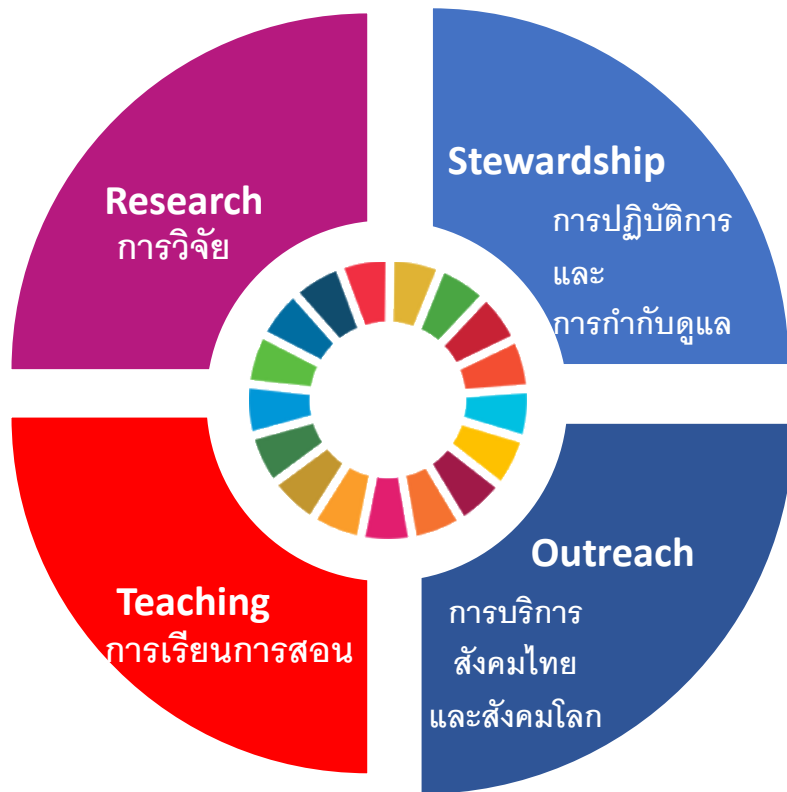 Research
การวิจัย
Stewardship
การปฏิบัติการ
และ
การกำกับดูแล
Teaching
การเรียนการสอน
Outreach
การบริการ
สังคมไทย
และสังคมโลก